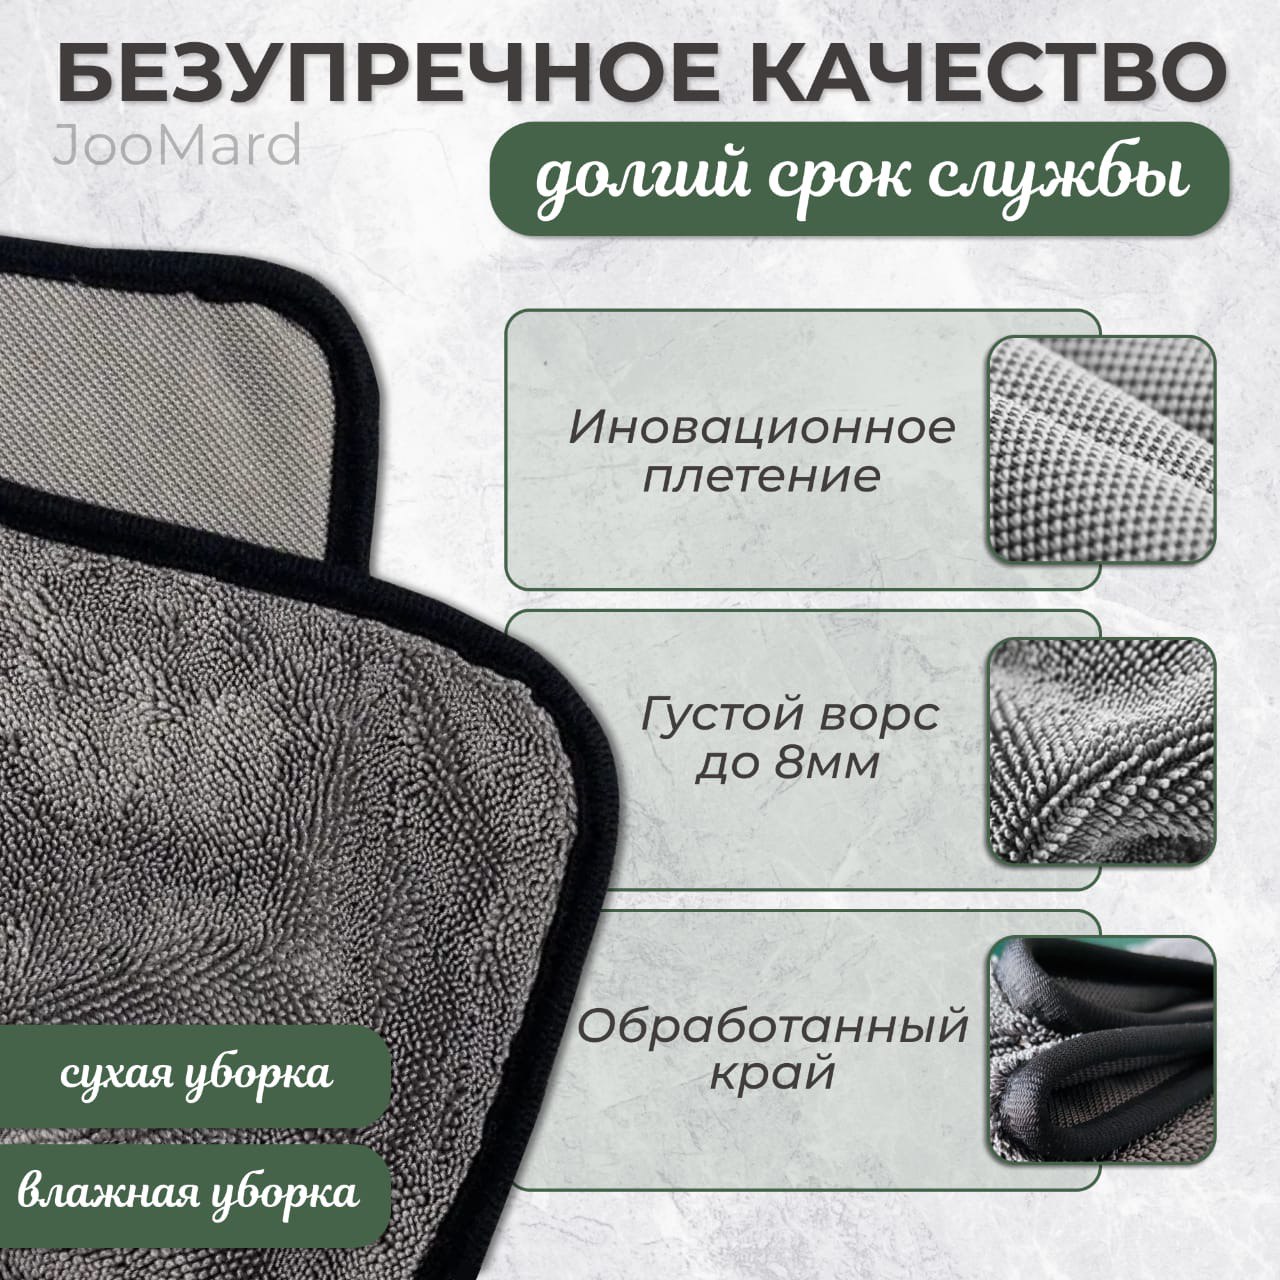 БЕЗУПРЕЧНОЕ КАЧЕСТВО
JooMard
долгий срок службы
Иновационное
плетение
Густой ворс
до 8мм
Обработанный
край
сухая уборка
влажная уборка